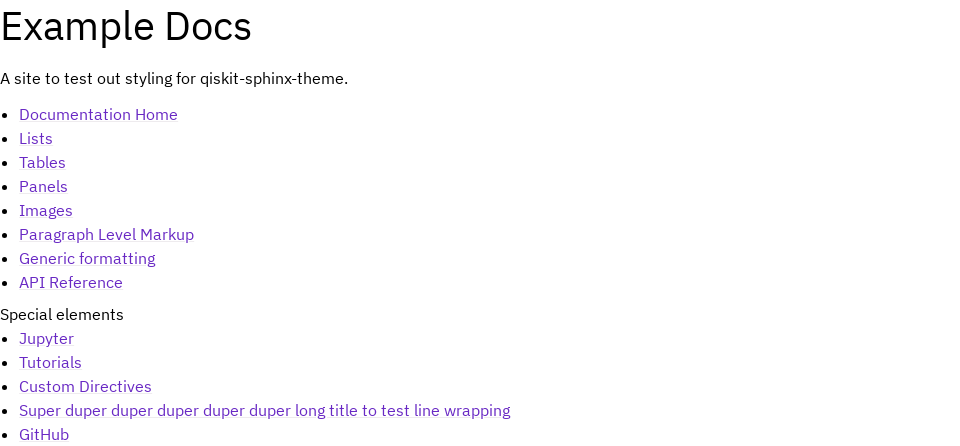 Example Docs
A site to test out styling for qiskit-sphinx-theme.
Documentation Home
Lists
Tables
Panels
Images
Paragraph Level Markup
Generic formatting
API Reference
Special elements
Jupyter
Tutorials
Custom Directives
Super duper duper duper duper duper long title to test line wrapping
GitHub